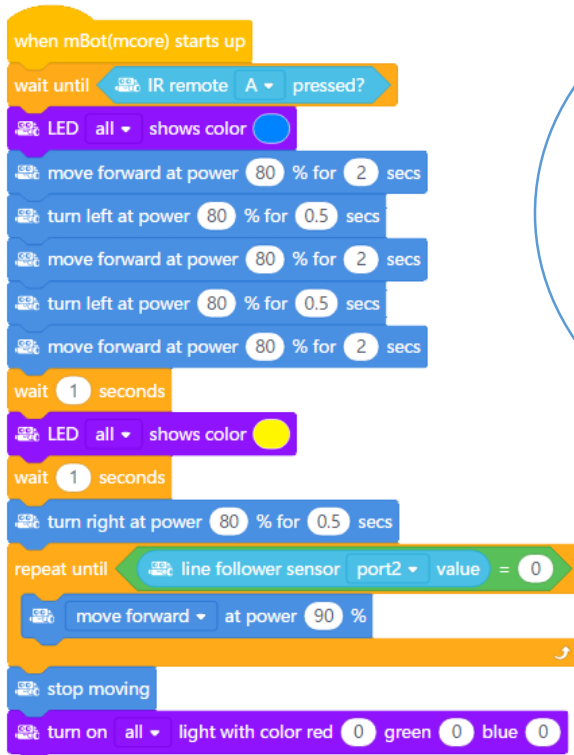 when mBot(mcore) starts up
wait until IR remote A pressed?
LED all shows color
move forward at power 80 % for 2 secs
turn left at power 80 % for 0.5 secs
move forward at power 80 % for 2 secs
turn left at power 80 % for 0.5 secs
move forward at power 80 % for 2 secs
wait 1 seconds
LED all shows color
wait 1 seconds
turn right at power 80 % for 0.5 secs
repeat until line follower sensor port2 value = 0
move forward at power 90 %
stop moving
turn on all light with color red 0 green 0 blue 0